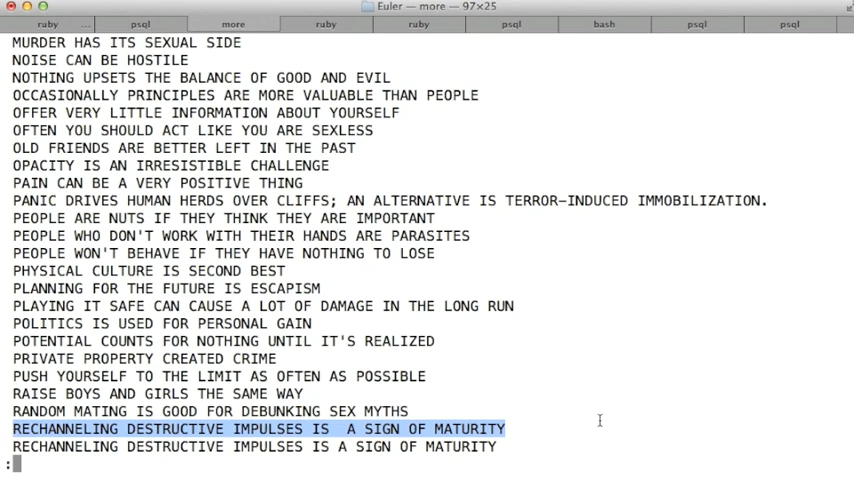 Euler — more — 97×25
ruby ... psql more ruby ruby psql bash psql psql
MURDER HAS ITS SEXUAL SIDE
NOISE CAN BE HOSTILE
NOTHING UPSETS THE BALANCE OF GOOD AND EVIL
OCCASIONALLY PRINCIPLES ARE MORE VALUABLE THAN PEOPLE
OFFER VERY LITTLE INFORMATION ABOUT YOURSELF
OFTEN YOU SHOULD ACT LIKE YOU ARE SEXLESS
OLD FRIENDS ARE BETTER LEFT IN THE PAST
OPACITY IS AN IRRESISTIBLE CHALLENGE
PAIN CAN BE A VERY POSITIVE THING
PANIC DRIVES HUMAN HERDS OVER CLIFFS; AN ALTERNATIVE IS TERROR-INDUCED IMMOBILIZATION.
PEOPLE ARE NUTS IF THEY THINK THEY ARE IMPORTANT
PEOPLE WHO DON'T WORK WITH THEIR HANDS ARE PARASITES
PEOPLE WON'T BEHAVE IF THEY HAVE NOTHING TO LOSE
PHYSICAL CULTURE IS SECOND BEST
PLANNING FOR THE FUTURE IS ESCAPISM
PLAYING IT SAFE CAN CAUSE A LOT OF DAMAGE IN THE LONG RUN
POLITICS IS USED FOR PERSONAL GAIN
POTENTIAL COUNTS FOR NOTHING UNTIL IT'S REALIZED
PRIVATE PROPERTY CREATED CRIME
PUSH YOURSELF TO THE LIMIT AS OFTEN AS POSSIBLE
RAISE BOYS AND GIRLS THE SAME WAY
RANDOM MATING IS GOOD FOR DEBUNKING SEX MYTHS
RECHANNELING DESTRUCTIVE IMPULSES IS  A SIGN OF MATURITY
RECHANNELING DESTRUCTIVE IMPULSES IS A SIGN OF MATURITY
: